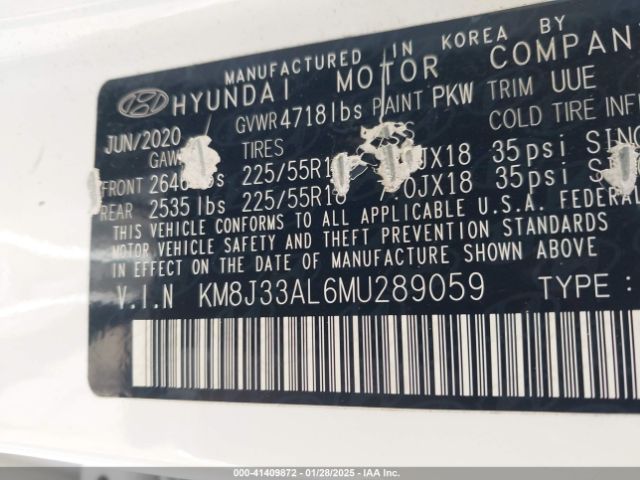 MANUFACTURED IN KOREA BY
HYUNDAI MOTOR COMPAN
JUN/2020 GVWR 4718lbs PAINT PKW TRIM UUE
TIRES COLD TIRE INF
FRONT 225/55R1 JX18 35psi
REAR 2535 lbs 225/55R18 .0JX18 35psi
THIS VEHICLE CONFORMS TO ALL APPLICABLE U.S.A. FEDERAL
MOTOR VEHICLE SAFETY AND THEFT PREVENTION STANDARDS
IN EFFECT ON THE DATE OF MANUFACTURE SHOWN ABOVE
V.I.N KM8J33AL6MU289059 TYPE :
000-41409872 - 01/28/2025 - IAA Inc.